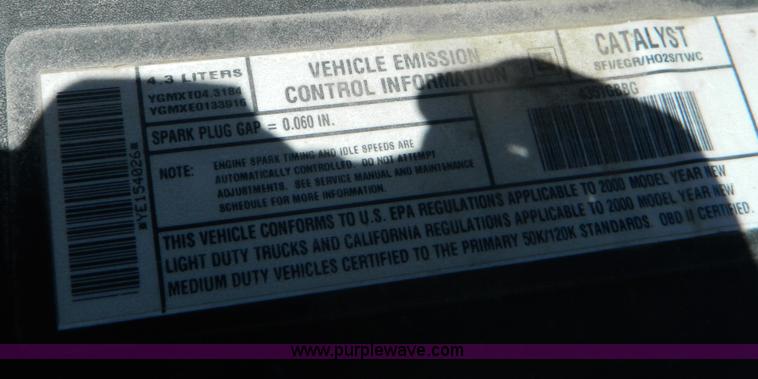 4.3 LITERS
YGMXT04.3184
YGMXE0133916
VEHICLE EMISSION
CONTROL INFORMATION
CATALYST
SFI/EGR/HO2S/TWC
SPARK PLUG GAP = 0.060 IN.
NOTE: ENGINE SPARK TIMING AND IDLE SPEEDS ARE
AUTOMATICALLY CONTROLLED. DO NOT ATTEMPT
ADJUSTMENTS. SEE SERVICE MANUAL AND MAINTENANCE
SCHEDULE FOR MORE INFORMATION.
*YE154026*
THIS VEHICLE CONFORMS TO U.S. EPA REGULATIONS APPLICABLE TO 2000 MODEL YEAR NEW
LIGHT DUTY TRUCKS AND CALIFORNIA REGULATIONS APPLICABLE TO 2000 MODEL YEAR NEW
MEDIUM DUTY VEHICLES CERTIFIED TO THE PRIMARY 50K/120K STANDARDS. OBD II CERTIFIED.
www.purplewave.com